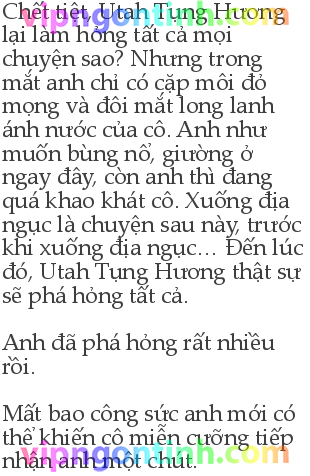 Chết tiệt, Utah Tụng Hương
lại làm hỏng tất cả mọi
chuyện sao? Nhưng trong
mắt anh chỉ có cặp môi đỏ
mọng và đôi mắt long lanh
ánh nước của cô. Anh như
muốn bùng nổ, giường ở
ngay đây, còn anh thì đang
quá khao khát cô. Xuống địa
ngục là chuyện sau này, trước
khi xuống địa ngục... Đến lúc
đó, Utah Tụng Hương thật sự
sẽ phá hỏng tất cả.
Anh đã phá hỏng rất nhiều
rồi.
Mất bao công sức anh mới có
thể khiến cô miễn cưỡng tiếp
nhận anh một chút.
vipngontinh.com
vipngontinh.com